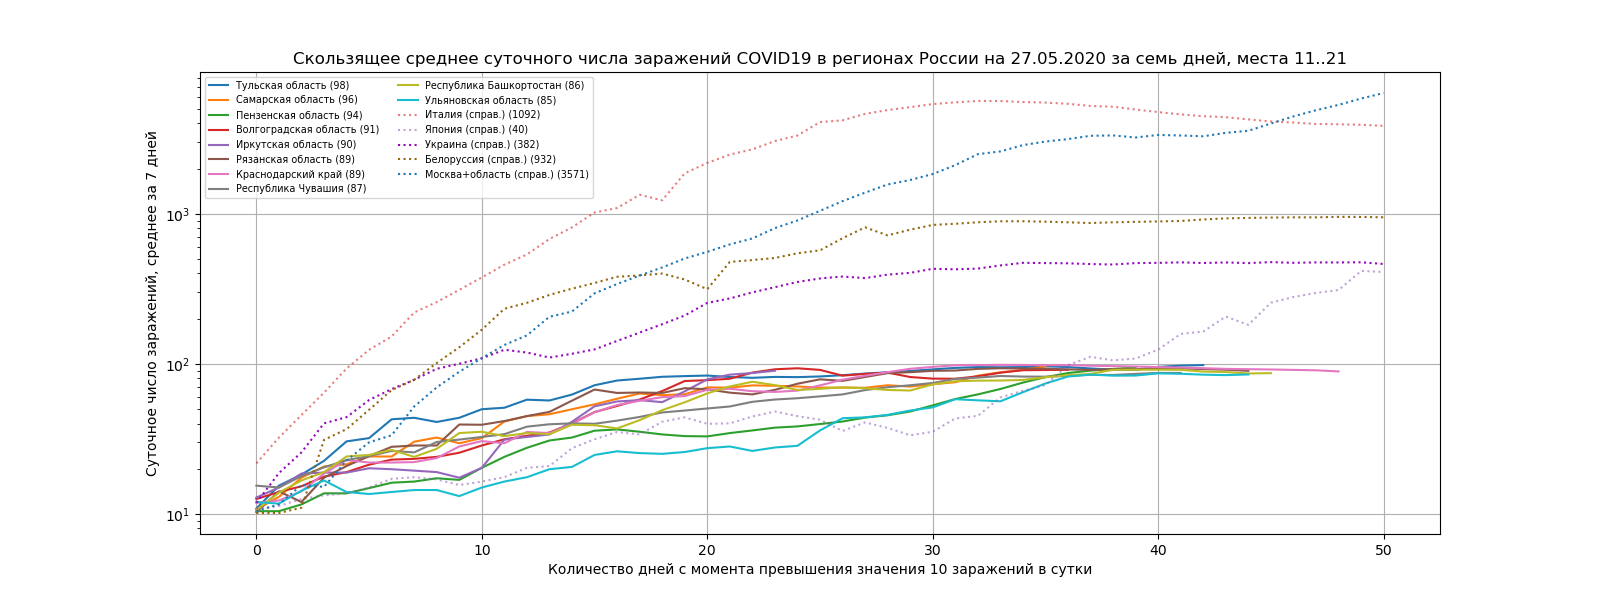 Скользящее среднее суточного числа заражений COVID19 в регионах России на 27.05.2020 за семь дней, места 11..21
Суточное число заражений, среднее за 7 дней
Тульская область (98)
Самарская область (96)
Пензенская область (94)
Волгоградская область (91)
Иркутская область (90)
Рязанская область (89)
Краснодарский край (89)
Республика Чувашия (87)
Республика Башкортостан (86)
Ульяновская область (85)
Италия (справ.) (1092)
Япония (справ.) (40)
Украина (справ.) (382)
Белоруссия (справ.) (932)
Москва+область (справ.) (3571)
10³
10²
10¹
0 10 20 30 40 50
Количество дней с момента превышения значения 10 заражений в сутки